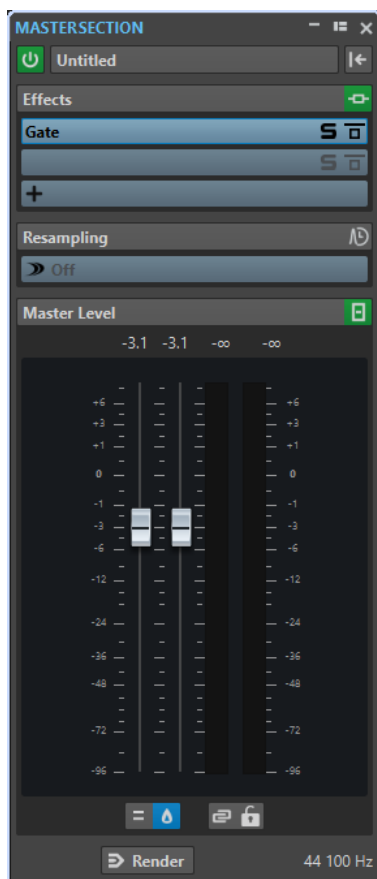 MASTERSECTION
Untitled
Effects
Gate S
S
+
Resampling
Off
Master Level
-3.1 -3.1 -∞ -∞
+6 +6
+3 +3
+1 +1
0 0
-1 -1
-3 -3
-6 -6
-12 -12
-24 -24
-36 -36
-48 -48
-72 -72
-96 -96
Render 44 100 Hz